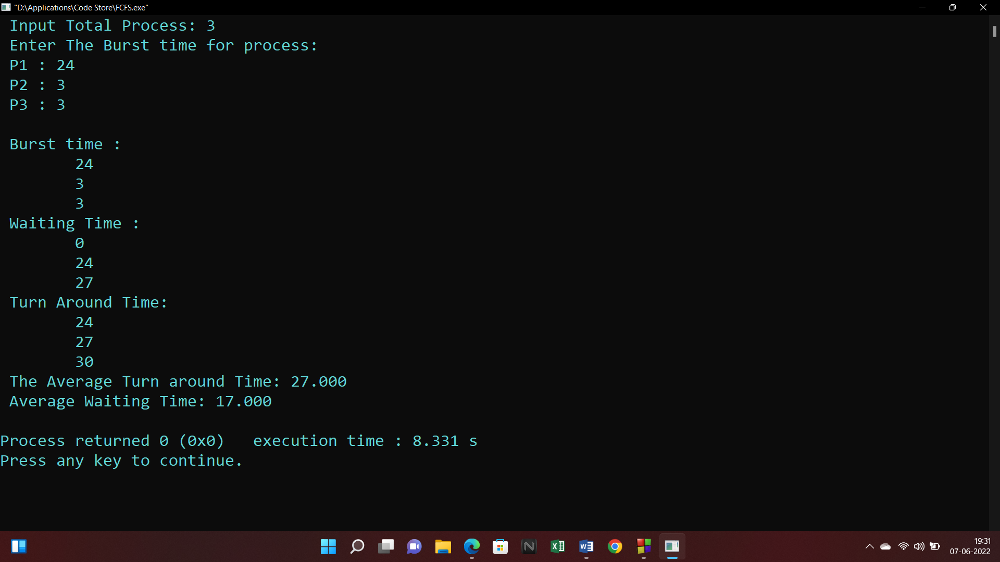 "D:\Applications\Code Store\FCFS.exe"
Input Total Process: 3
Enter The Burst time for process:
P1 : 24
P2 : 3
P3 : 3
Burst time :
24
3
3
Waiting Time :
0
24
27
Turn Around Time:
24
27
30
The Average Turn around Time: 27.000
Average Waiting Time: 17.000
Process returned 0 (0x0)   execution time : 8.331 s
Press any key to continue.
19:31
07-06-2022